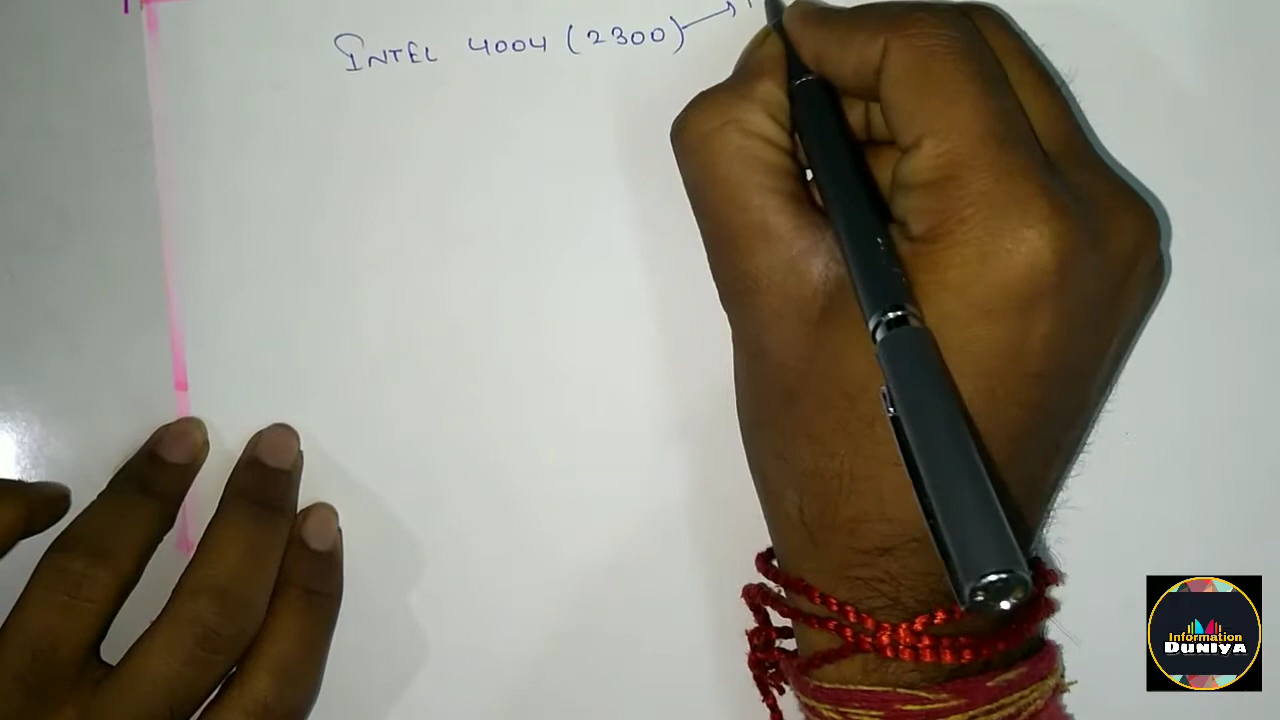 INTEL 4004 (2300) →
Information
DUNIYA